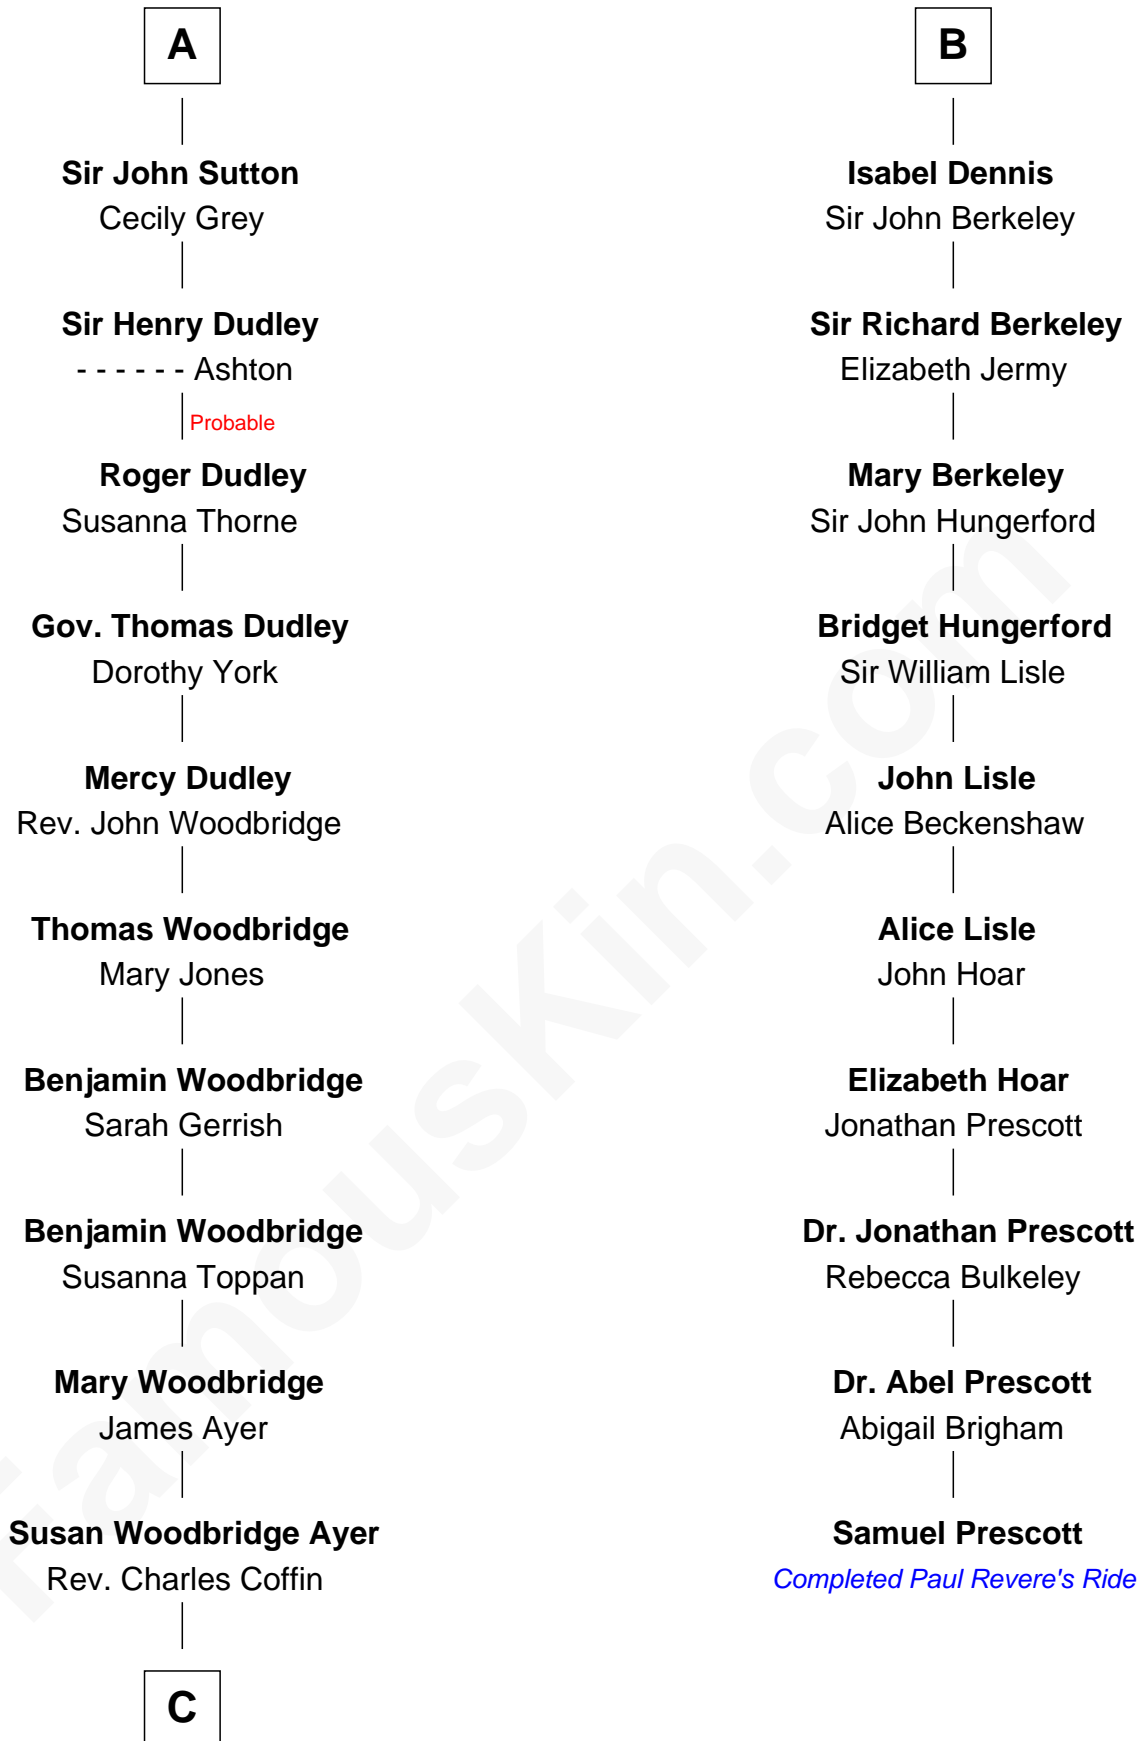 A
Sir John Sutton
Cecily Grey
Sir Henry Dudley
- - - - - - Ashton
Probable
Roger Dudley
Susanna Thorne
Gov. Thomas Dudley
Dorothy York
Mercy Dudley
Rev. John Woodbridge
Thomas Woodbridge
Mary Jones
Benjamin Woodbridge
Sarah Gerrish
Benjamin Woodbridge
Susanna Toppan
Mary Woodbridge
James Ayer
Susan Woodbridge Ayer
Rev. Charles Coffin
C
B
Isabel Dennis
Sir John Berkeley
Sir Richard Berkeley
Elizabeth Jermy
Mary Berkeley
Sir John Hungerford
Bridget Hungerford
Sir William Lisle
John Lisle
Alice Beckenshaw
Alice Lisle
John Hoar
Elizabeth Hoar
Jonathan Prescott
Dr. Jonathan Prescott
Rebecca Bulkeley
Dr. Abel Prescott
Abigail Brigham
Samuel Prescott
Completed Paul Revere's Ride
FamousKin.com